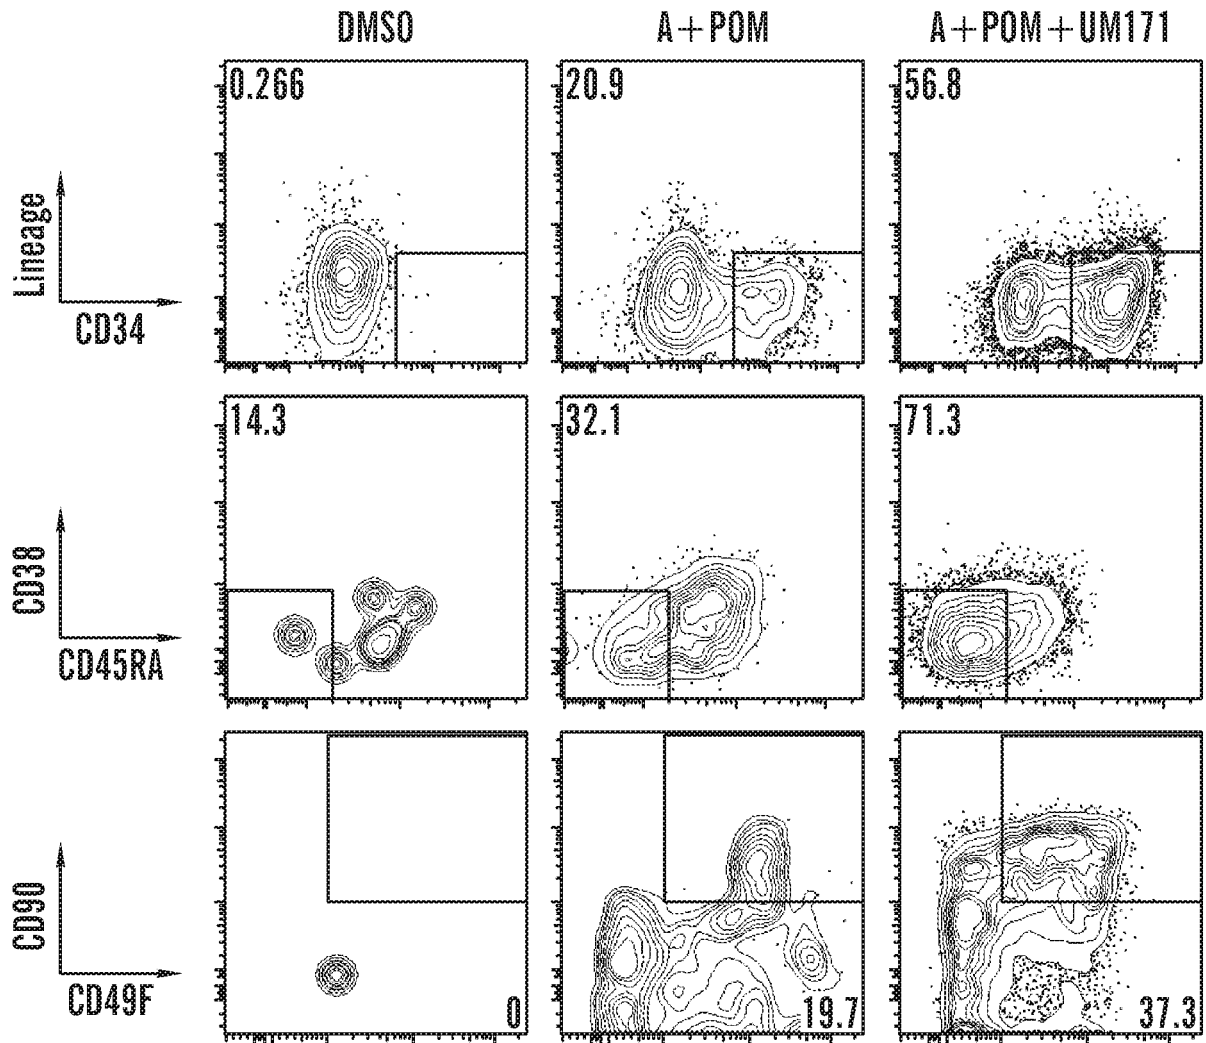 DMSO A+POM A+POM+UM171
0.266 20.9 56.8
Lineage
CD34
14.3 32.1 71.3
CD38
CD45RA
CD90
CD49F
0 19.7 37.3